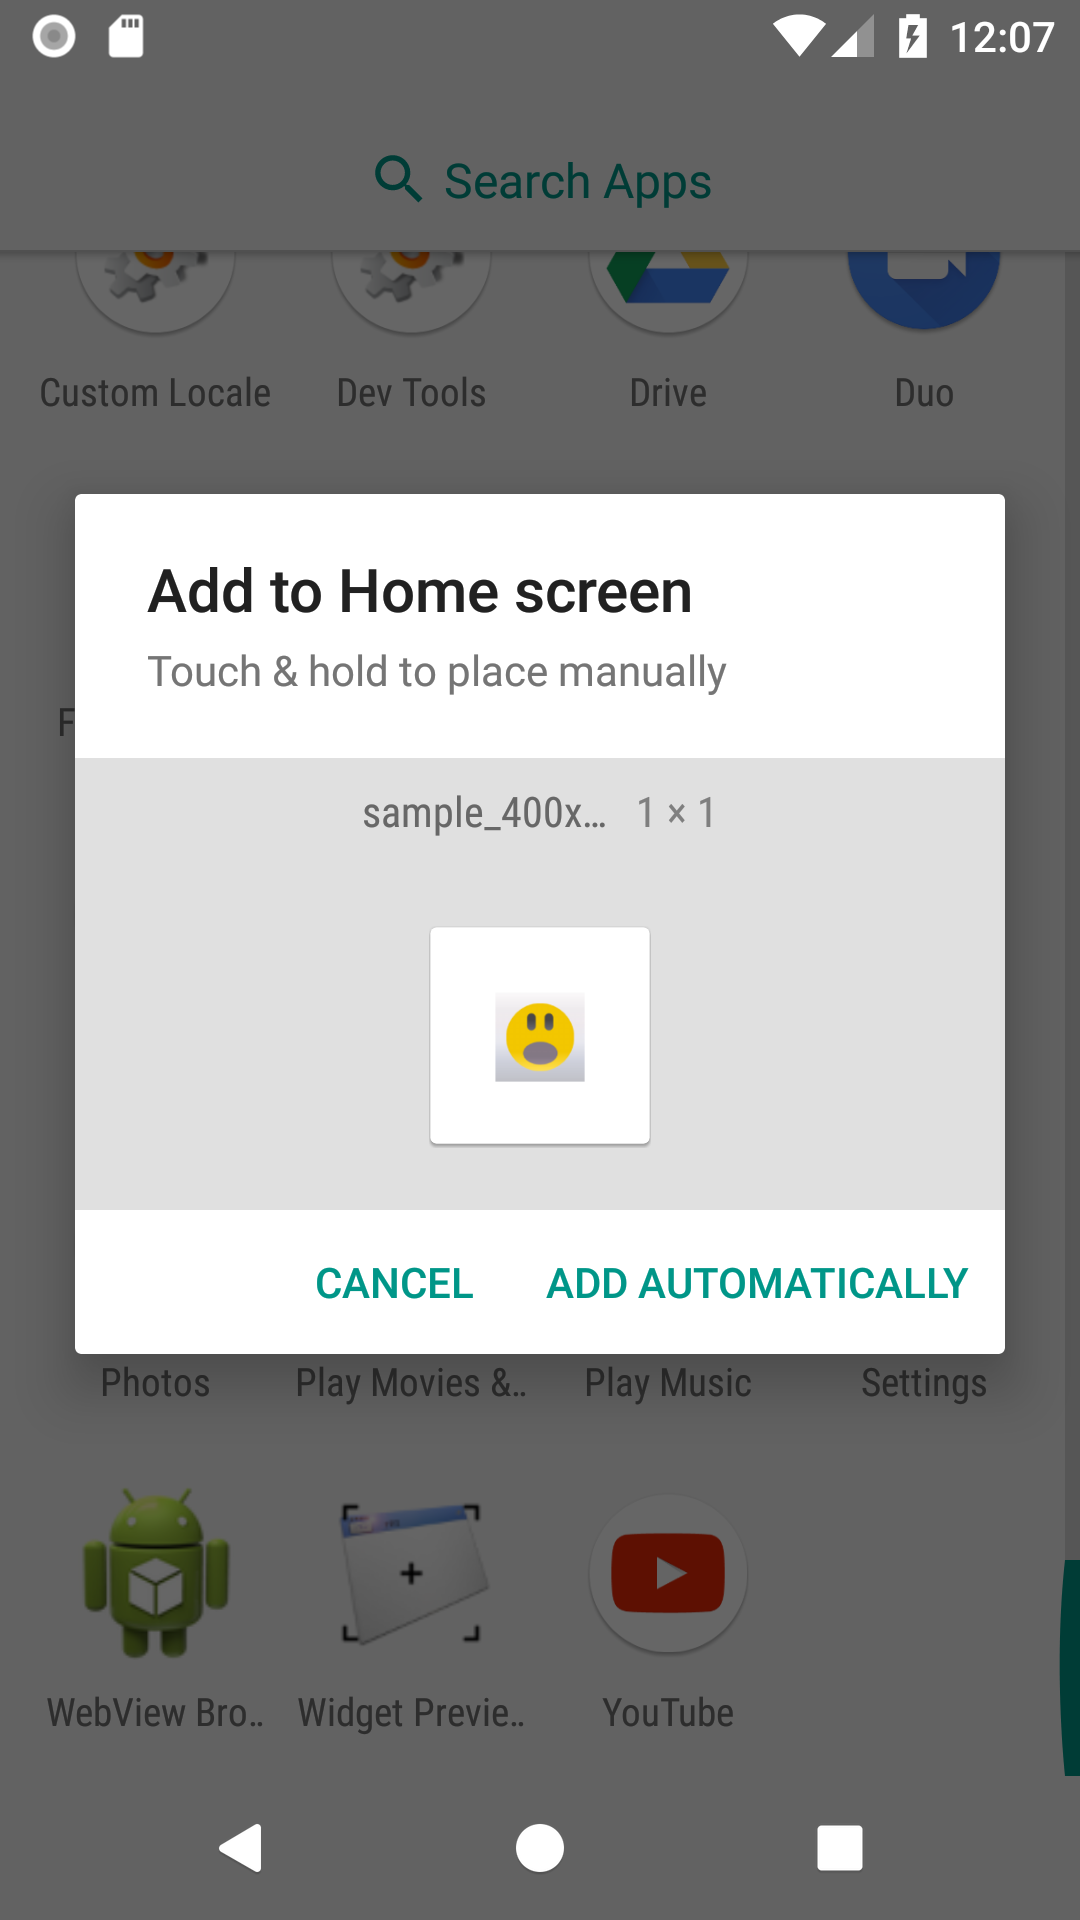 12:07
Search Apps
Custom Locale Dev Tools Drive Duo
Add to Home screen
Touch & hold to place manually
F
sample_400x… 1 × 1
CANCEL ADD AUTOMATICALLY
Photos Play Movies &.. Play Music Settings
WebView Bro.. Widget Previe.. YouTube